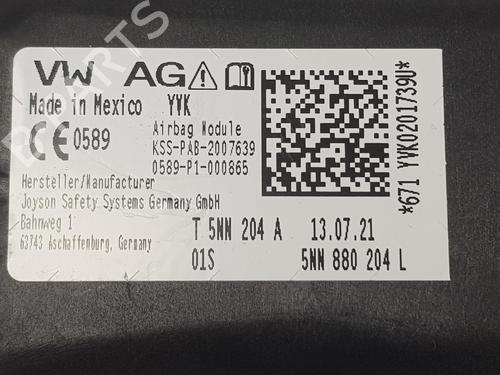 VW AG
Made in Mexico YVK
CE 0589
Airbag Module
KSS-PAB-2007639
0589-P1-000865
Hersteller/Manufacturer
Joyson Safety Systems Germany GmbH
Bahnweg 1
63743 Aschaffenburg, Germany
T 5NN 204 A 13.07.21
01S 5NN 880 204 L
*671 YVK0201739U*
PARTS